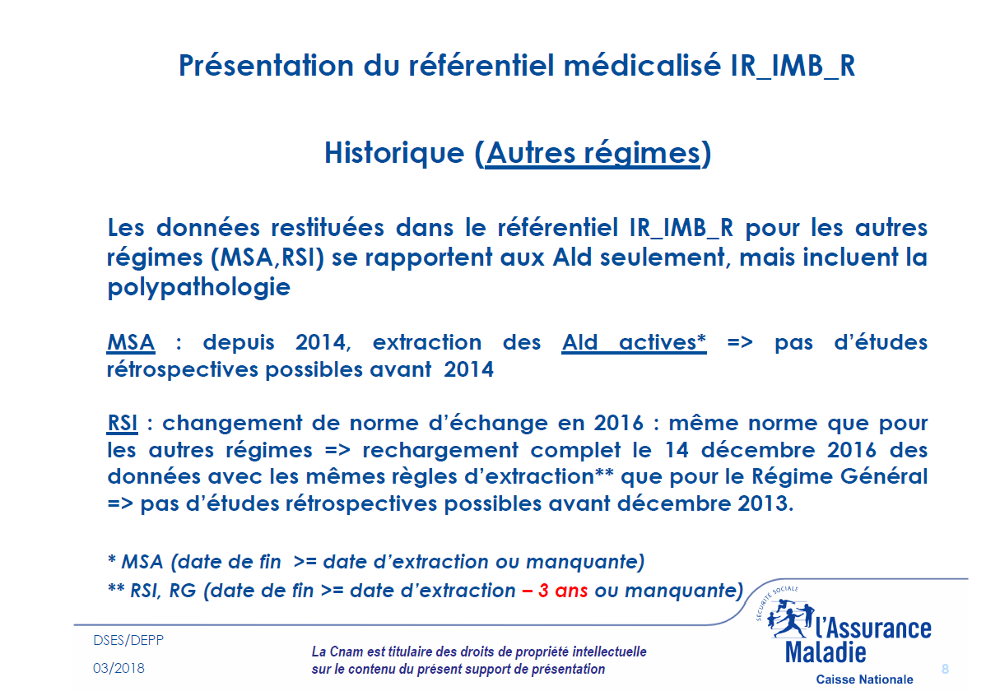 Présentation du référentiel médicalisé IR_IMB_R
Historique (Autres régimes)
Les données restituées dans le référentiel IR_IMB_R pour les autres
régimes (MSA,RSI) se rapportent aux Ald seulement, mais incluent la
polypathologie
MSA : depuis 2014, extraction des Ald actives* => pas d’études
rétrospectives possibles avant 2014
RSI : changement de norme d’échange en 2016 : même norme que pour
les autres régimes => rechargement complet le 14 décembre 2016 des
données avec les mêmes règles d’extraction** que pour le Régime Général
=> pas d’études rétrospectives possibles avant décembre 2013.
* MSA (date de fin >= date d’extraction ou manquante)
** RSI, RG (date de fin >= date d’extraction – 3 ans ou manquante)
SÉCURITÉ SOCIALE
l’Assurance
Maladie
Caisse Nationale
DSES/DEPP
03/2018
La Cnam est titulaire des droits de propriété intellectuelle
sur le contenu du présent support de présentation
8